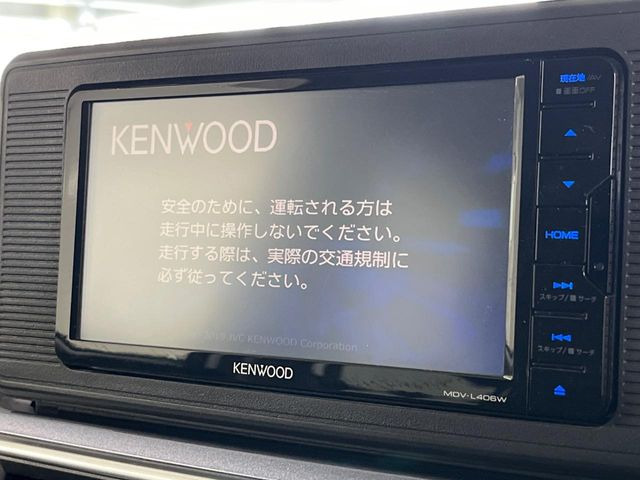 KENWOOD
安全のために、運転される方は
走行中に操作しないでください。
走行する際は、実際の交通規制に
必ず従ってください。
2019 JVC KENWOOD Corporation
KENWOOD
MDV-L406W
現在地/AV
■画面OFF
HOME
スキップ/サーチ
スキップ/サーチ